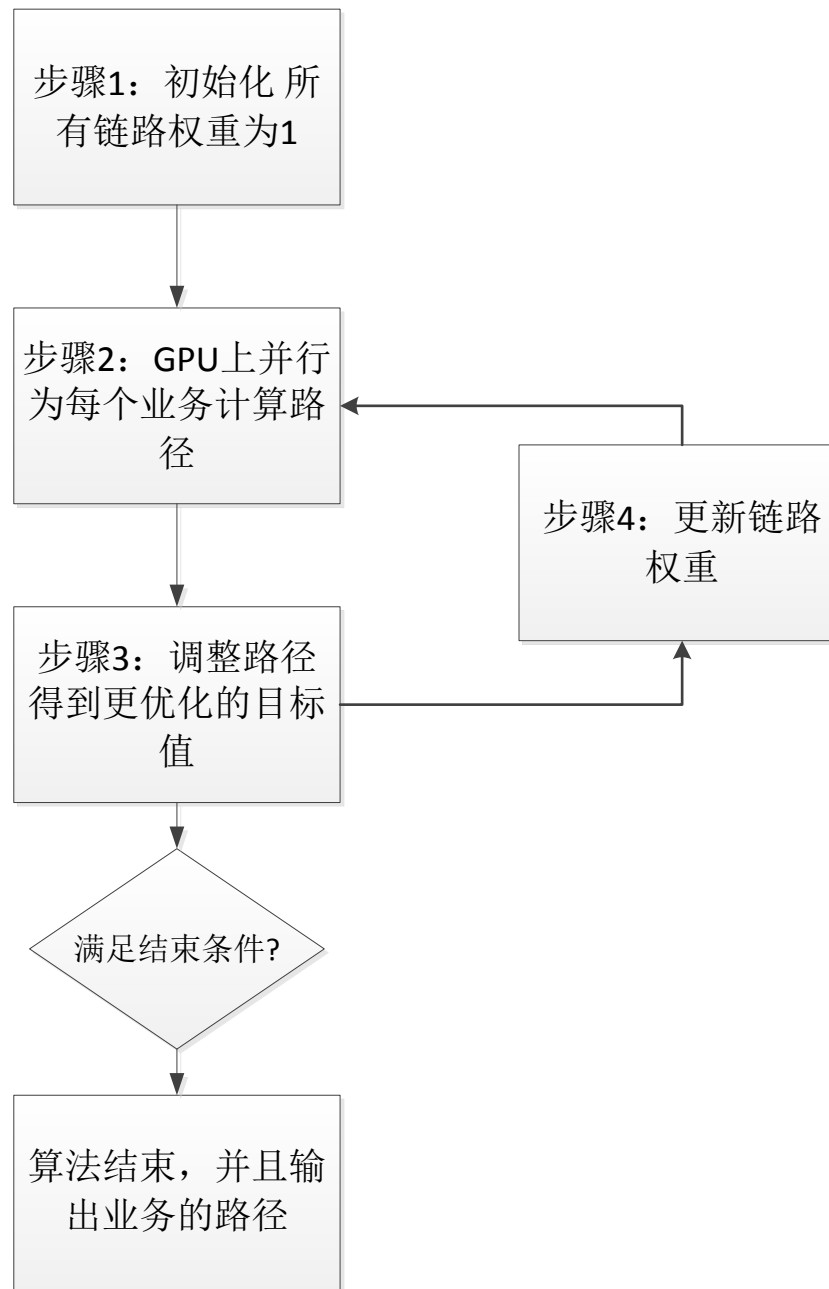 步骤1：初始化 所
有链路权重为1
步骤2：GPU上并行
为每个业务计算路
径
步骤4：更新链路
权重
步骤3：调整路径
得到更优化的目标
值
满足结束条件?
算法结束，并且输
出业务的路径